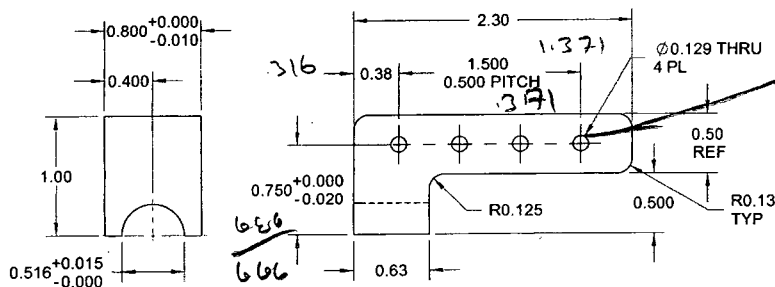 0.800 +0.000 -0.010
0.400
1.00
0.516 +0.015 -0.000
2.30
.316
0.38
1.500
0.500 PITCH
1.371
.371
Ø0.129 THRU
4 PL
0.50
REF
0.750 +0.000 -0.020
R0.125
0.500
R0.13
TYP
0.63
666